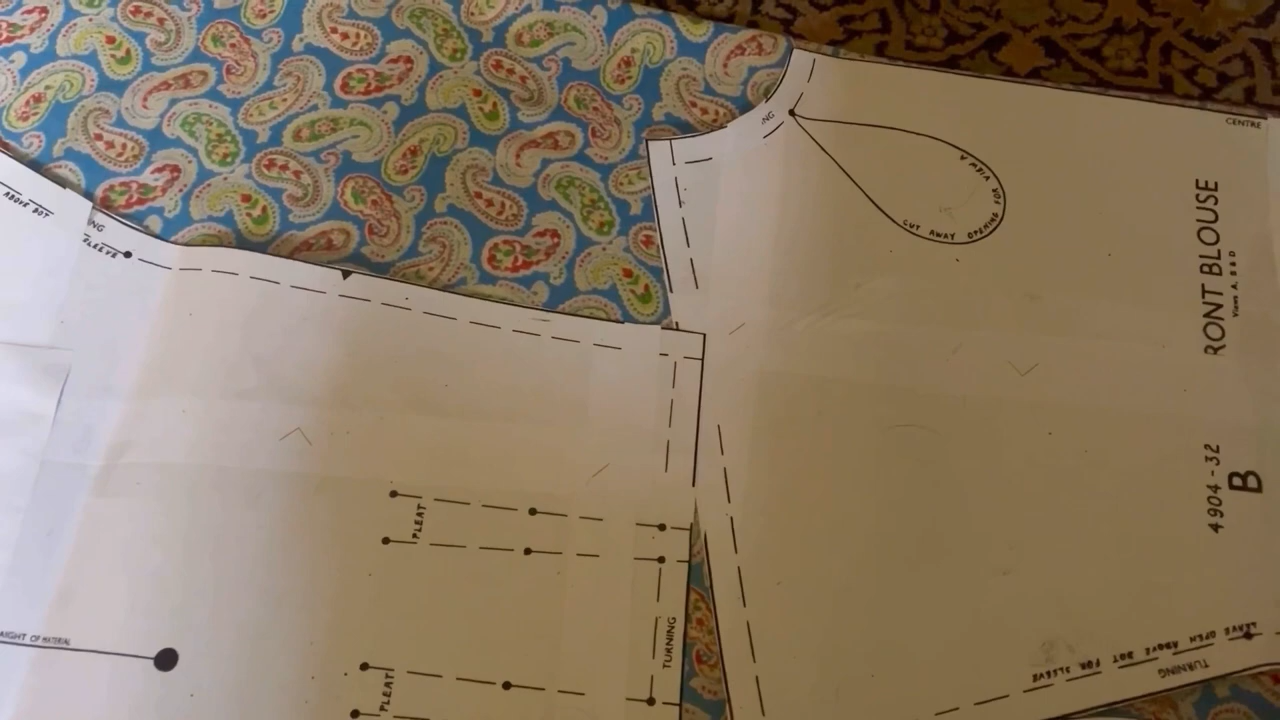 ABOVE DOT
NG
SLEEVE
NG
CENTRE
CUT AWAY OPENING FOR
VIEW A
RONT BLOUSE
Views A, B & D
4904-32
B
PLEAT
PLEAT
TURNING
AIGHT OF MATERIAL
LEAVE OPEN ABOVE DOT FOR SLEEVE
TURNING